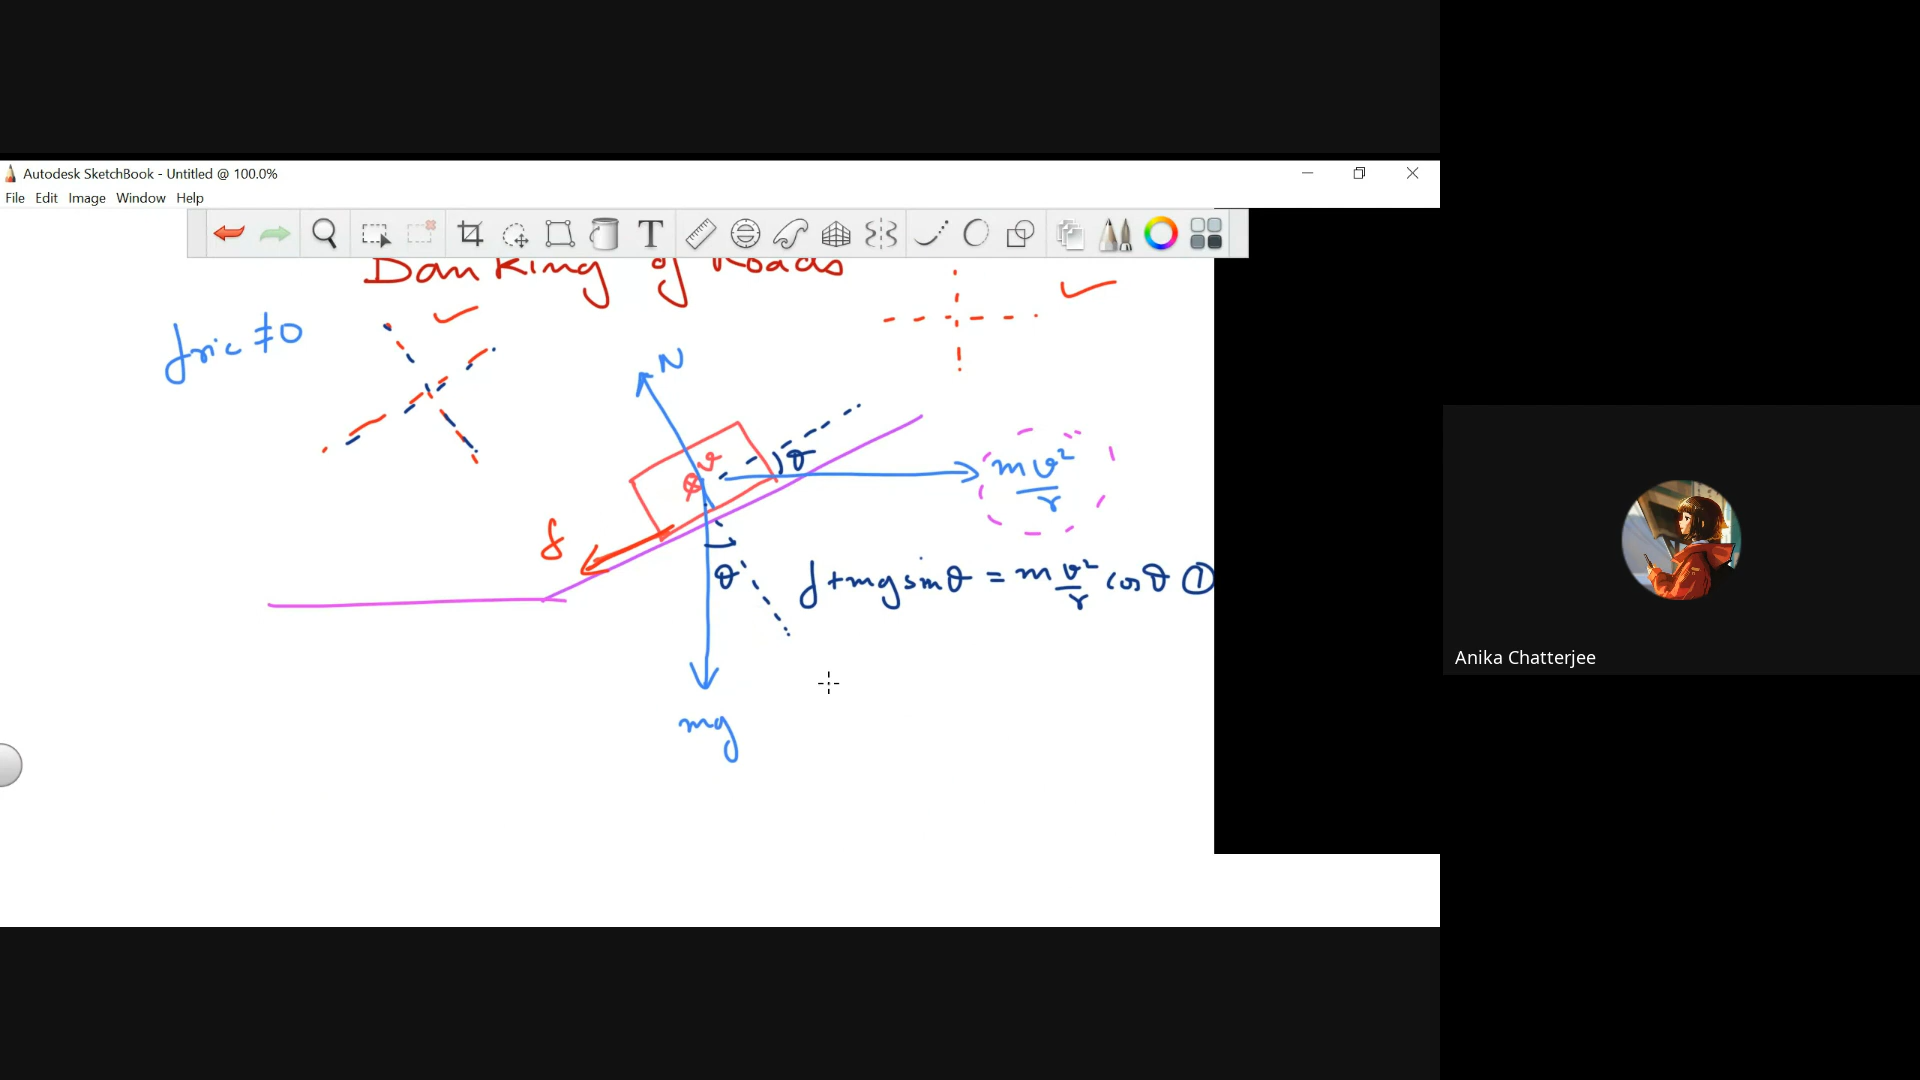 Autodesk SketchBook - Untitled @ 100.0%
File Edit Image Window Help
T
Banking of Roads
fric ≠ 0
N
v
θ
mv²/r
f
θ
f + mg sinθ = m v²/r cosθ ①
mg
Anika Chatterjee